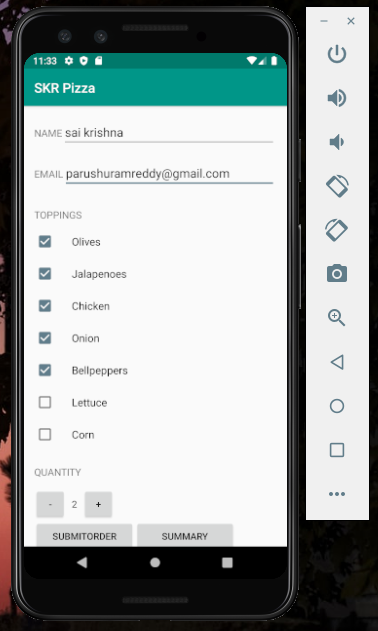 11:33
SKR Pizza
NAME sai krishna
EMAIL parushuramreddy@gmail.com
TOPPINGS
Olives
Jalapenoes
Chicken
Onion
Bellpeppers
Lettuce
Corn
QUANTITY
- 2 +
SUBMITORDER SUMMARY